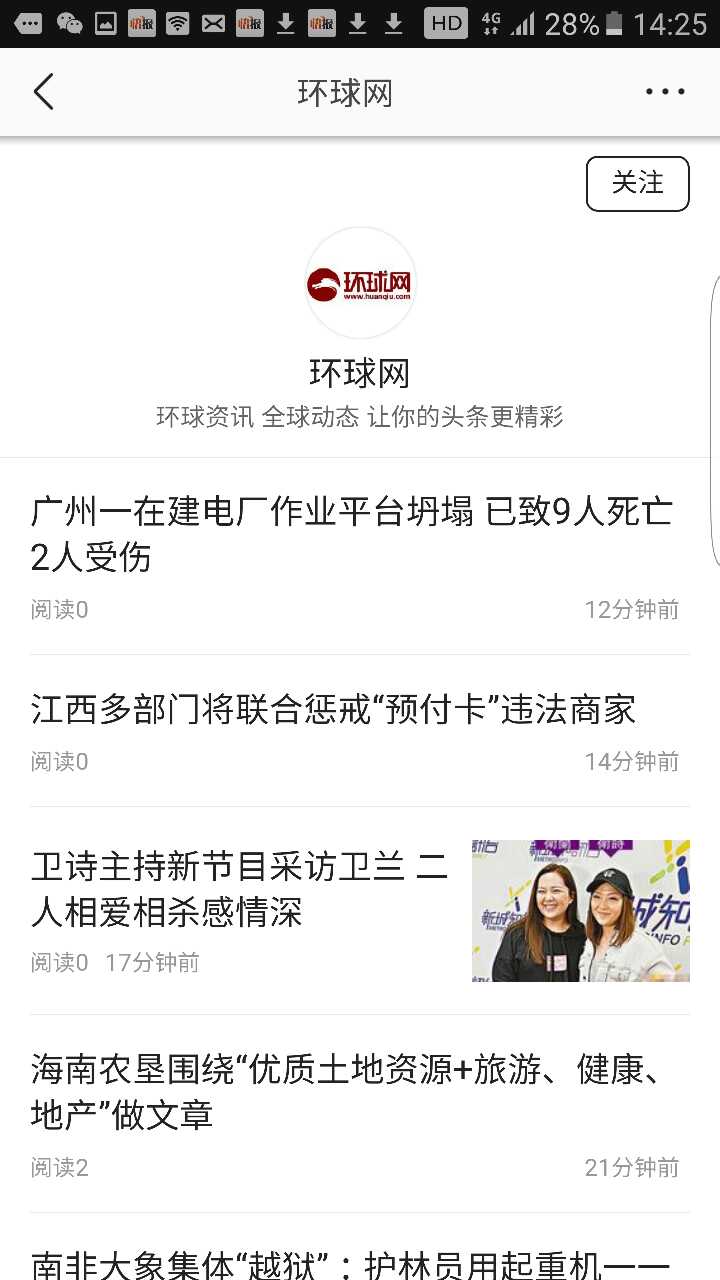 HD 4G 28% 14:25
环球网
关注
环球网
www.huanqiu.com
环球网
环球资讯 全球动态 让你的头条更精彩
广州一在建电厂作业平台坍塌 已致9人死亡
2人受伤
阅读0 12分钟前
江西多部门将联合惩戒“预付卡”违法商家
阅读0 14分钟前
卫诗主持新节目采访卫兰 二
人相爱相杀感情深
阅读0 17分钟前
海南农垦围绕“优质土地资源+旅游、健康、
地产”做文章
阅读2 21分钟前
南非大象集体“越狱”：护林员用起重机一一